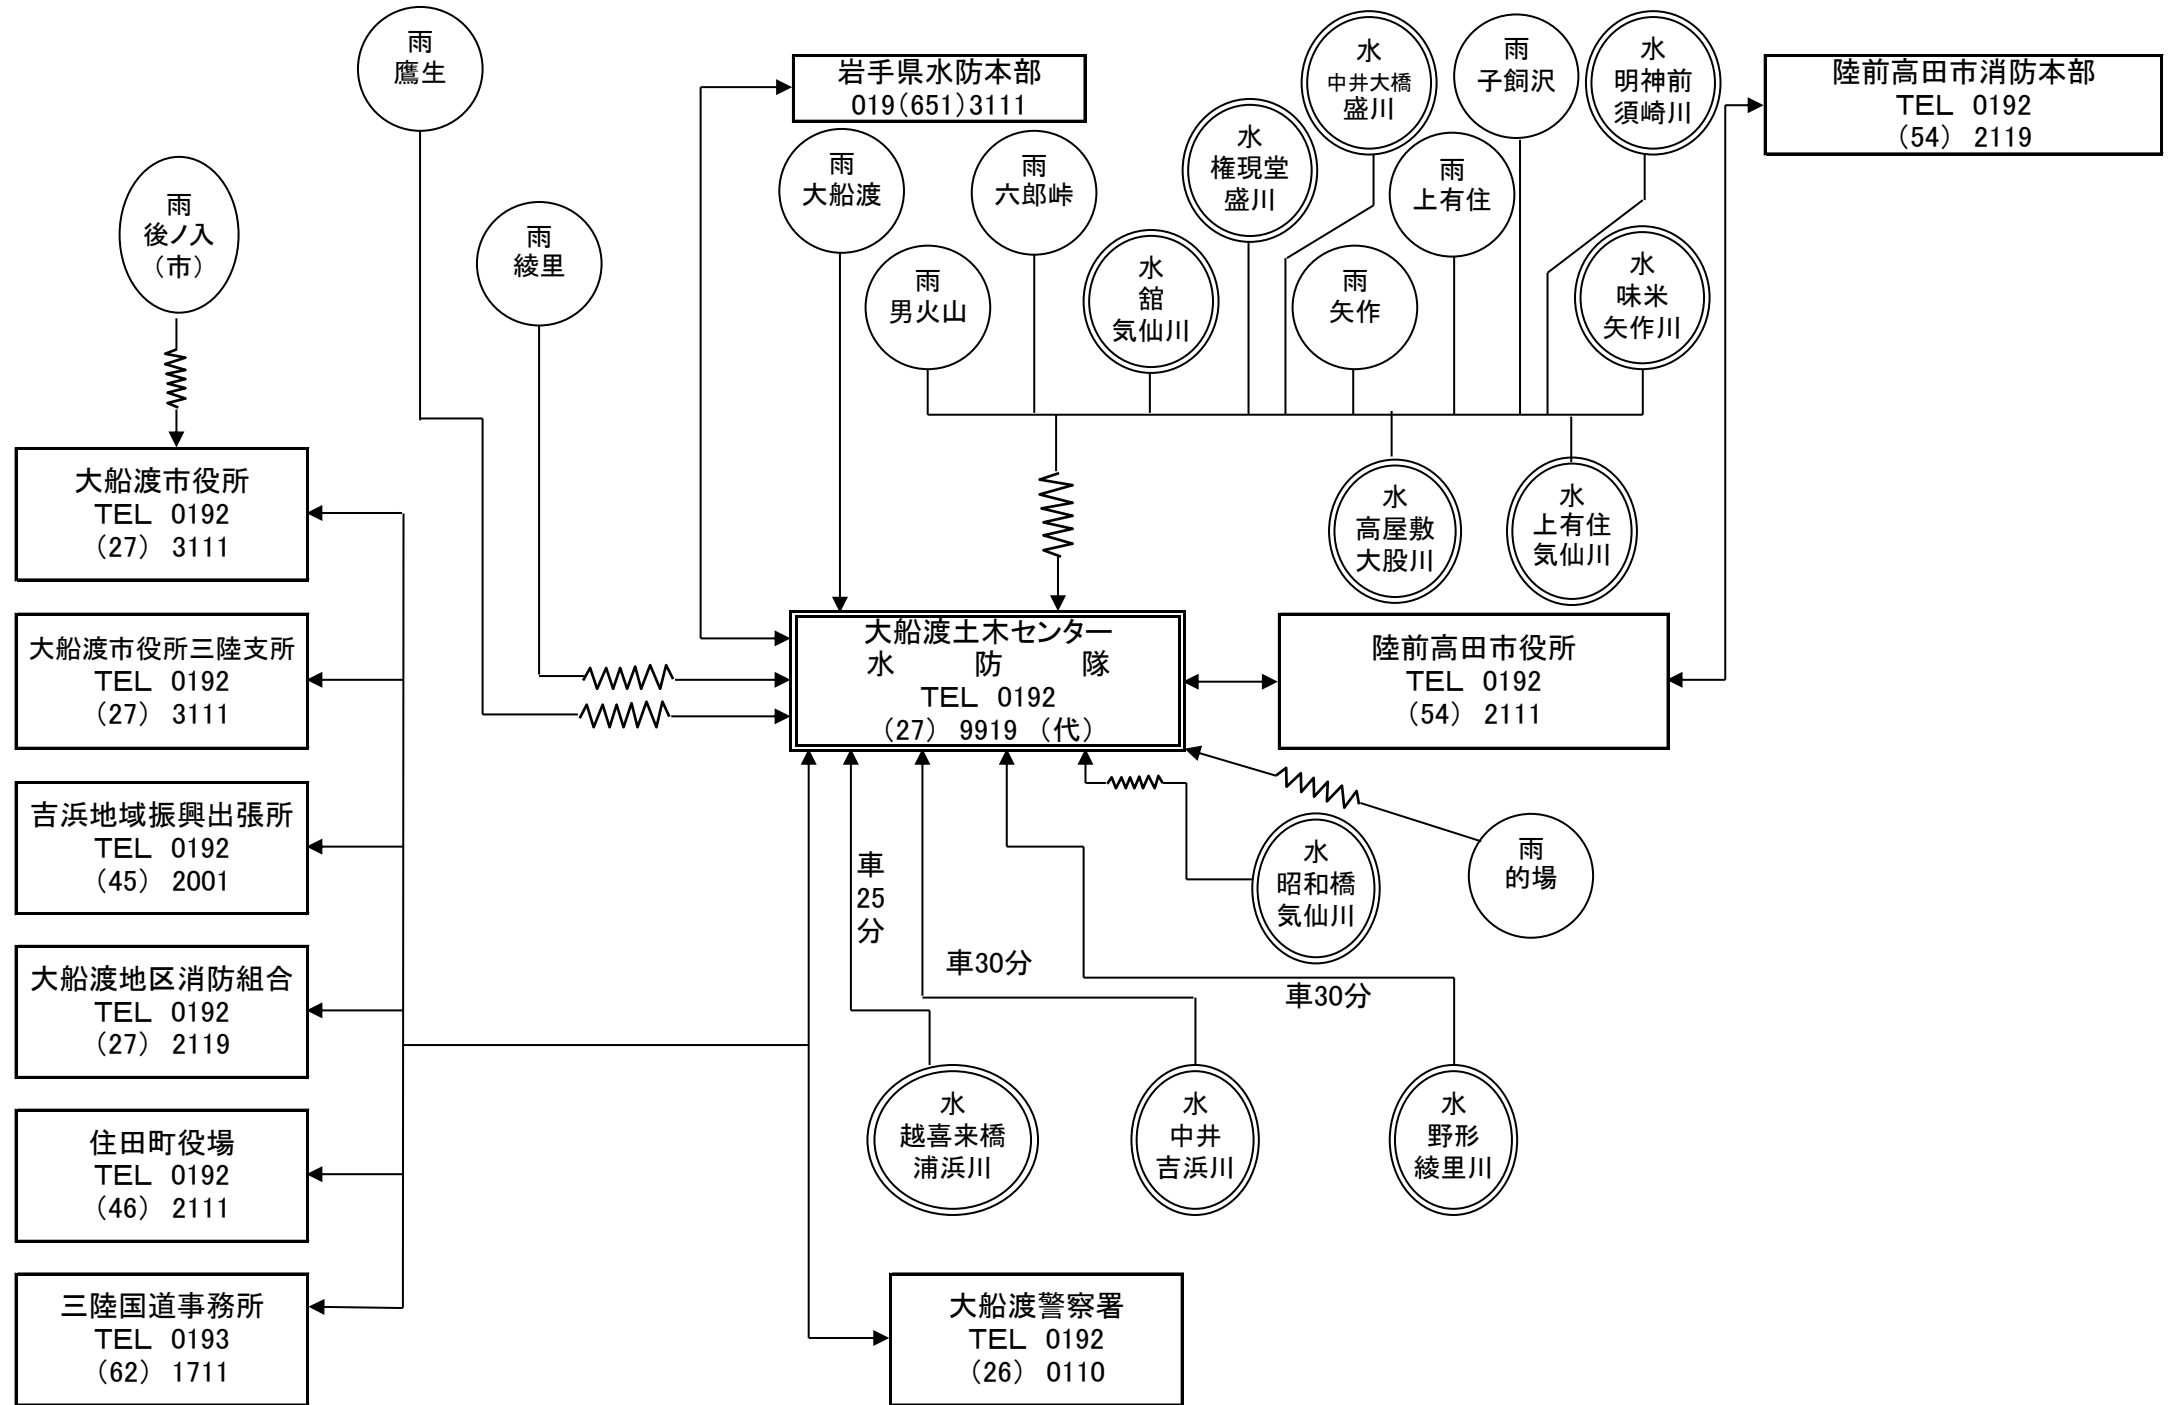 雨
鷹生
岩手県水防本部
019(651)3111
水
中井大橋
盛川
雨
子飼沢
水
明神前
須崎川
陸前高田市消防本部
TEL 0192
(54) 2119
雨
後ノ入
(市)
雨
綾里
雨
大船渡
雨
六郎峠
水
権現堂
盛川
雨
上有住
雨
男火山
水
舘
気仙川
雨
矢作
水
味米
矢作川
大船渡市役所
TEL 0192
(27) 3111
水
高屋敷
大股川
水
上有住
気仙川
大船渡市役所三陸支所
TEL 0192
(27) 3111
大船渡土木センター
水 防 隊
TEL 0192
(27) 9919 (代)
陸前高田市役所
TEL 0192
(54) 2111
吉浜地域振興出張所
TEL 0192
(45) 2001
車
25
分
水
昭和橋
気仙川
雨
的場
大船渡地区消防組合
TEL 0192
(27) 2119
車30分
車30分
住田町役場
TEL 0192
(46) 2111
水
越喜来橋
浦浜川
水
中井
吉浜川
水
野形
綾里川
三陸国道事務所
TEL 0193
(62) 1711
大船渡警察署
TEL 0192
(26) 0110